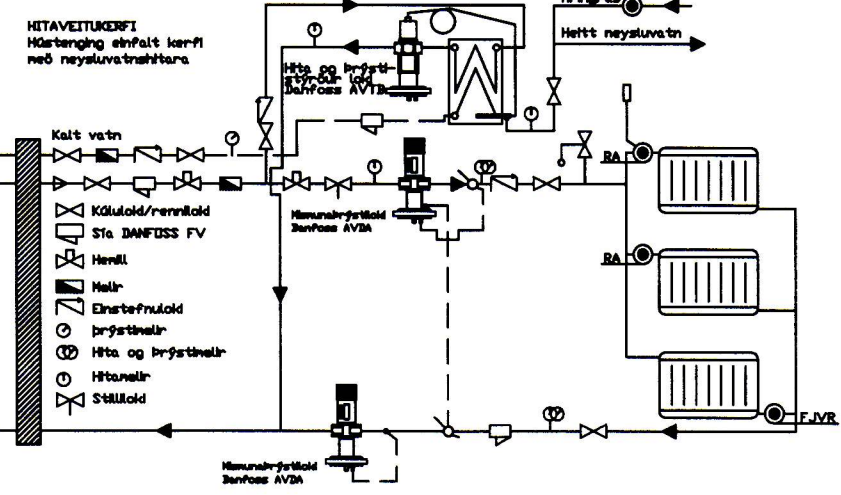 HITAVEITUKERFI
Hústenging einfalt kerfi
með neysluvatnshitara
Heitt neysluvatn
Hita og Þrýsti-
stýrður loki
Danfoss AVTB
Kalt vatn
RA
Mismunaþrýstiloki
Danfoss AVDA
Kúluloki/renniloki
Sía DANFOSS FV
Hemill
Mælir
Einstefnuloki
Þrýstimælir
Hita og Þrýstimælir
Hitamælir
Stilliloki
RA
FJVR
Mismunaþrýstiloki
Danfoss AVDA